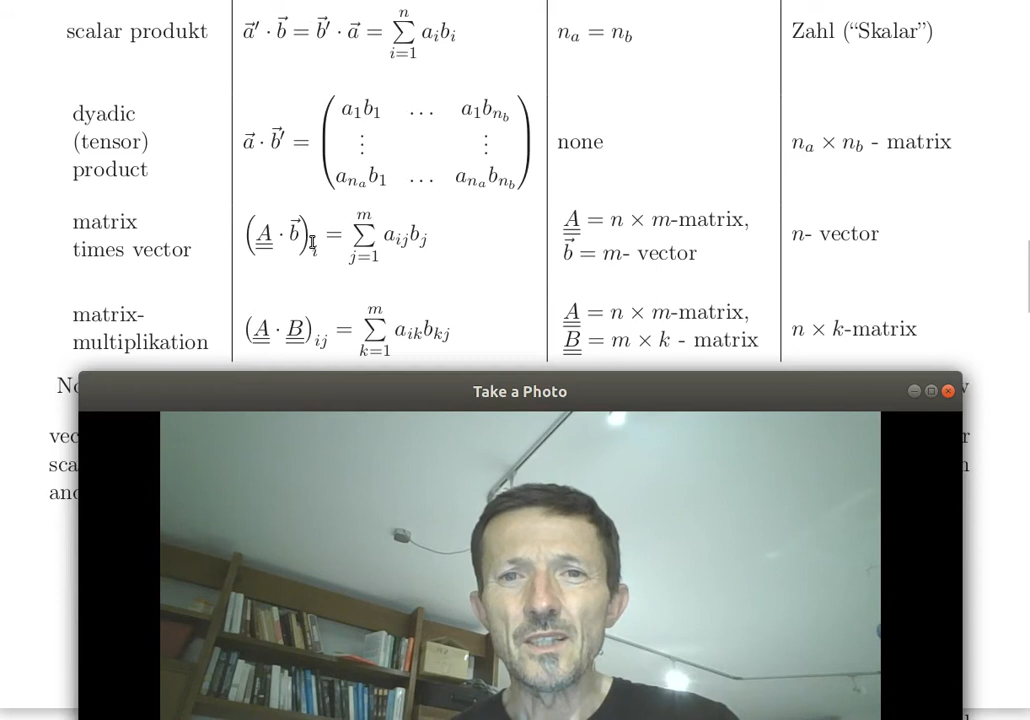 scalar produkt a⃗′ · b⃗ = b⃗′ · a⃗ = ∑_{i=1}^{n} a_i b_i n_a = n_b Zahl (“Skalar”)
dyadic
(tensor)
product
a⃗ · b⃗′ = ( a_1b_1 … a_1b_{n_b}
⋮ ⋮
a_{n_a}b_1 … a_{n_a}b_{n_b} )
none
n_a × n_b - matrix
matrix
times vector
(A · b⃗)_i = ∑_{j=1}^{m} a_{ij}b_j
A = n × m-matrix,
b⃗ = m- vector
n- vector
matrix-
multiplikation
(A · B)_{ij} = ∑_{k=1}^{m} a_{ik}b_{kj}
A = n × m-matrix,
B = m × k - matrix
n × k-matrix
Take a Photo